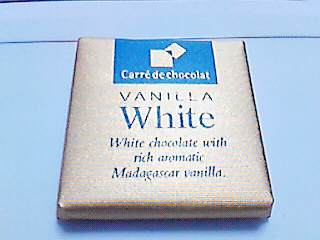 Carré de chocolat
VANILLA
White
White chocolate with
rich aromatic
Madagascar vanilla.